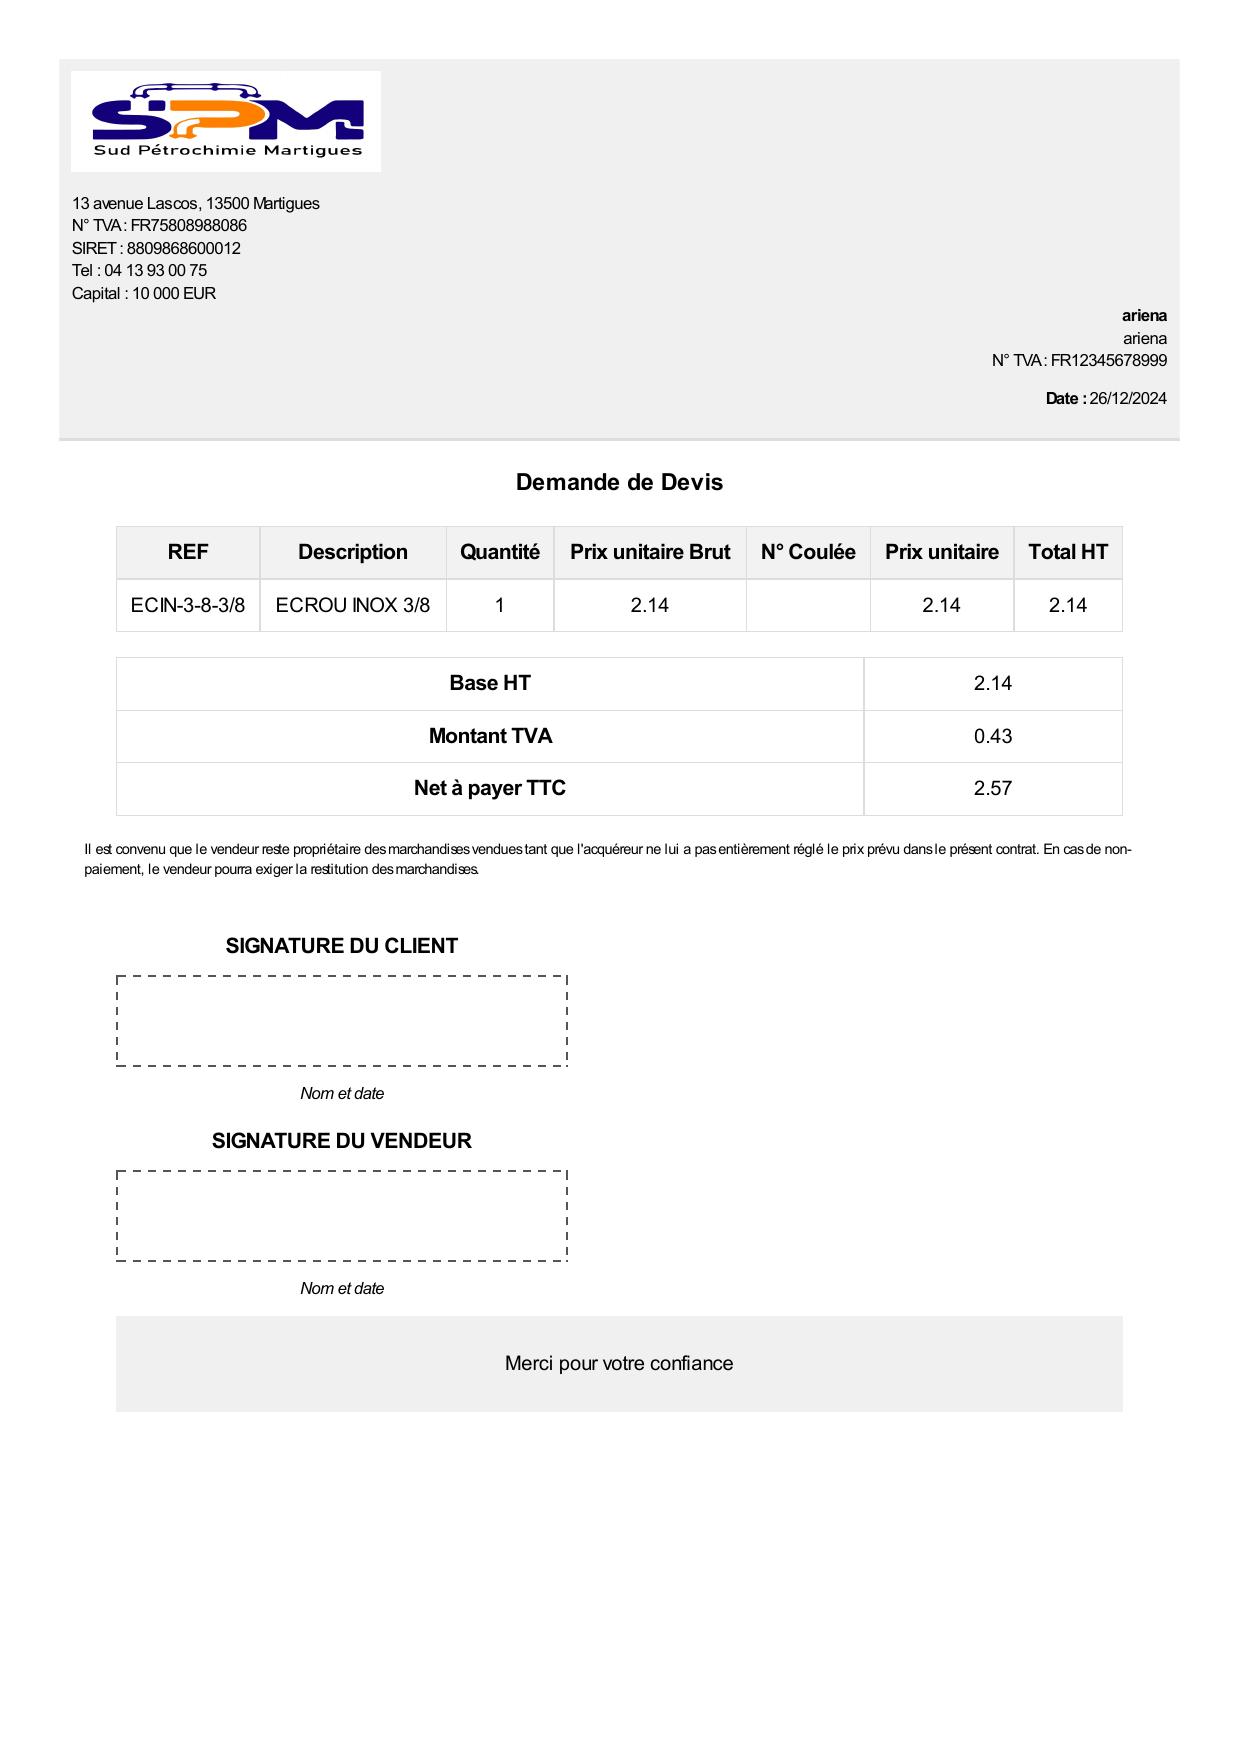 SPM
Sud Pétrochimie Martigues
13 avenue Lascos, 13500 Martigues
N° TVA : FR75808988086
SIRET : 8809868600012
Tel : 04 13 93 00 75
Capital : 10 000 EUR
ariena
ariena
N° TVA : FR12345678999
Date : 26/12/2024
Demande de Devis
REF Description Quantité Prix unitaire Brut N° Coulée Prix unitaire Total HT
ECIN-3-8-3/8 ECROU INOX 3/8 1 2.14 2.14 2.14
Base HT 2.14
Montant TVA 0.43
Net à payer TTC 2.57
Il est convenu que le vendeur reste propriétaire des marchandises vendues tant que l'acquéreur ne lui a pas entièrement réglé le prix prévu dans le présent contrat. En cas de non-
paiement, le vendeur pourra exiger la restitution des marchandises.
SIGNATURE DU CLIENT
Nom et date
SIGNATURE DU VENDEUR
Nom et date
Merci pour votre confiance